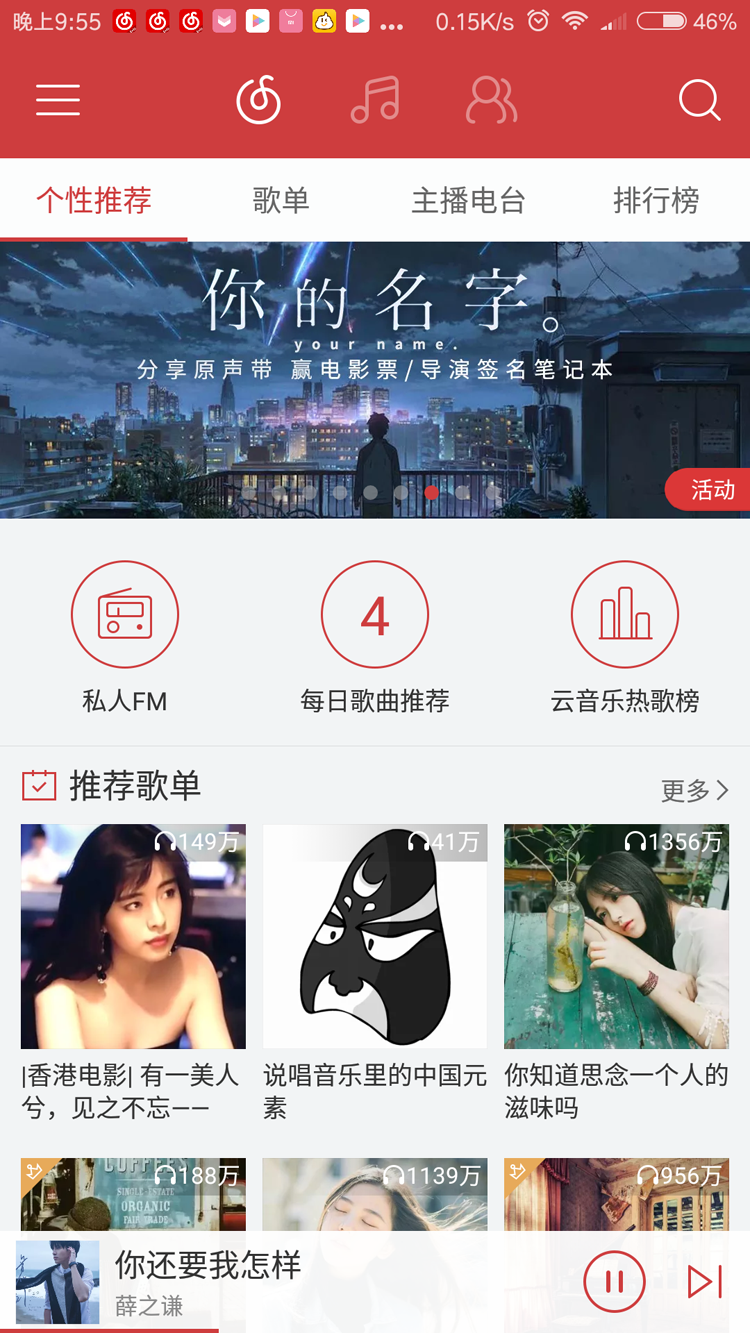 晚上9:55
0.15K/s
46%
个性推荐
歌单
主播电台
排行榜
你的名字。
your name.
分享原声带 赢电影票/导演签名笔记本
活动
4
私人FM
每日歌曲推荐
云音乐热歌榜
推荐歌单
更多
149万
41万
1356万
|香港电影| 有一美人
兮，见之不忘——
说唱音乐里的中国元
素
你知道思念一个人的
滋味吗
188万
1139万
956万
COFFEES
SINGLE ESTATE
ORGANIC
FAIR TRADE
你还要我怎样
薛之谦